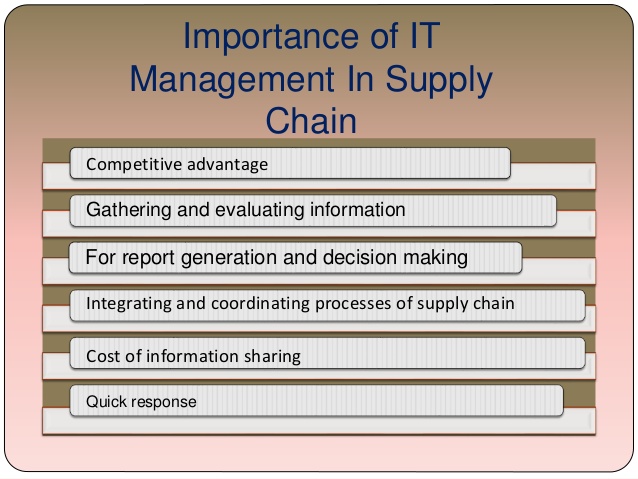 Importance of IT
Management In Supply
Chain
Competitive advantage
Gathering and evaluating information
For report generation and decision making
Integrating and coordinating processes of supply chain
Cost of information sharing
Quick response